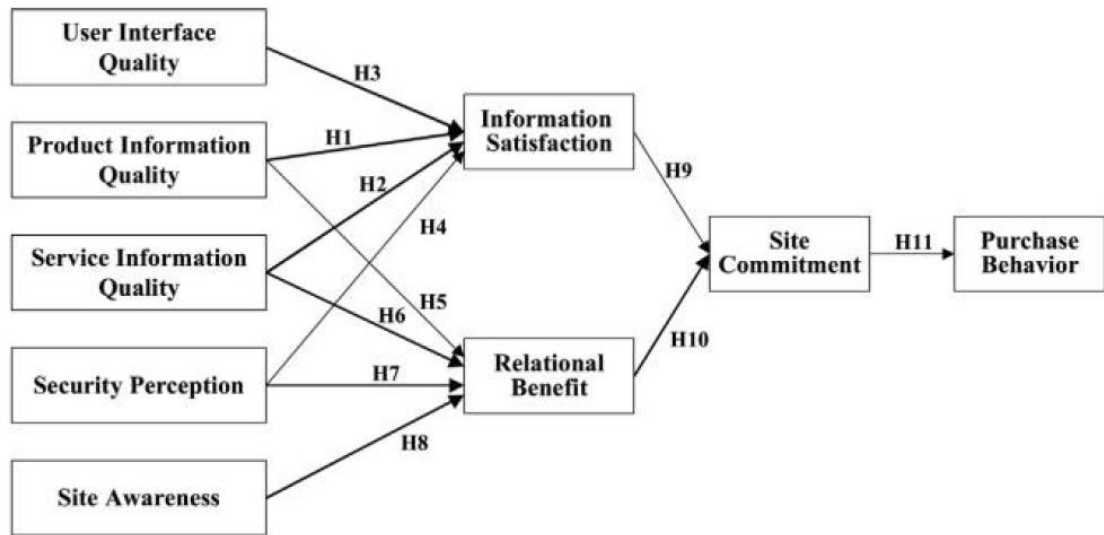 User Interface
Quality
H3
Information
Satisfaction
Product Information
Quality
H1
H2
H9
H4
Service Information
Quality
Site
Commitment
H11
Purchase
Behavior
H5
H6
Relational
Benefit
H10
Security Perception
H7
H8
Site Awareness